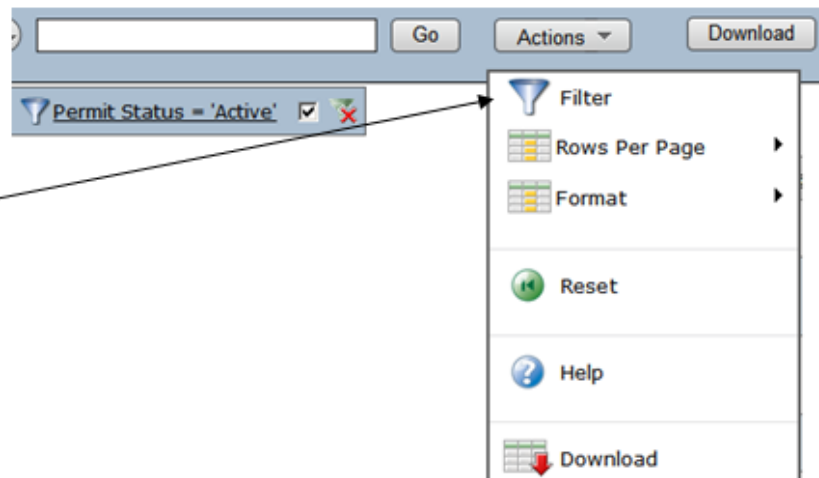 Go
Actions
Download
Permit Status = 'Active'
Filter
Rows Per Page
Format
Reset
Help
Download